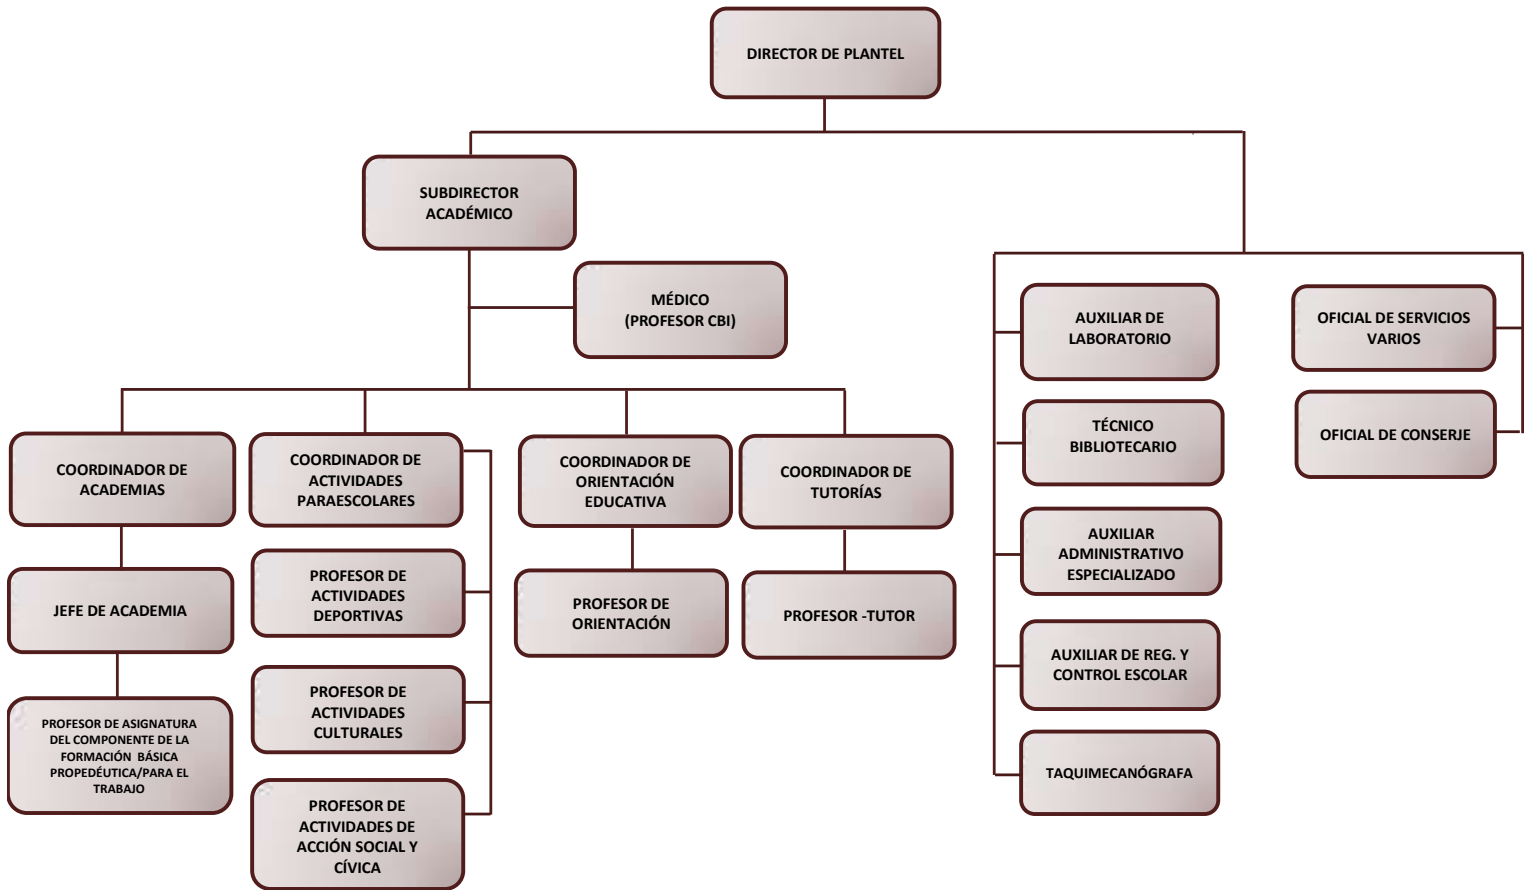 DIRECTOR DE PLANTEL
SUBDIRECTOR
ACADÉMICO
MÉDICO
(PROFESOR CBI)
COORDINADOR DE
ACADEMIAS
JEFE DE ACADEMIA
PROFESOR DE ASIGNATURA
DEL COMPONENTE DE LA
FORMACIÓN BÁSICA
PROPEDÉUTICA/PARA EL
TRABAJO
COORDINADOR DE
ACTIVIDADES
PARAESCOLARES
PROFESOR DE
ACTIVIDADES
DEPORTIVAS
PROFESOR DE
ACTIVIDADES
CULTURALES
PROFESOR DE
ACTIVIDADES DE
ACCIÓN SOCIAL Y
CÍVICA
COORDINADOR DE
ORIENTACIÓN
EDUCATIVA
PROFESOR DE
ORIENTACIÓN
COORDINADOR DE
TUTORÍAS
PROFESOR -TUTOR
AUXILIAR DE
LABORATORIO
TÉCNICO
BIBLIOTECARIO
AUXILIAR
ADMINISTRATIVO
ESPECIALIZADO
AUXILIAR DE REG. Y
CONTROL ESCOLAR
TAQUIMECANÓGRAFA
OFICIAL DE SERVICIOS
VARIOS
OFICIAL DE CONSERJE